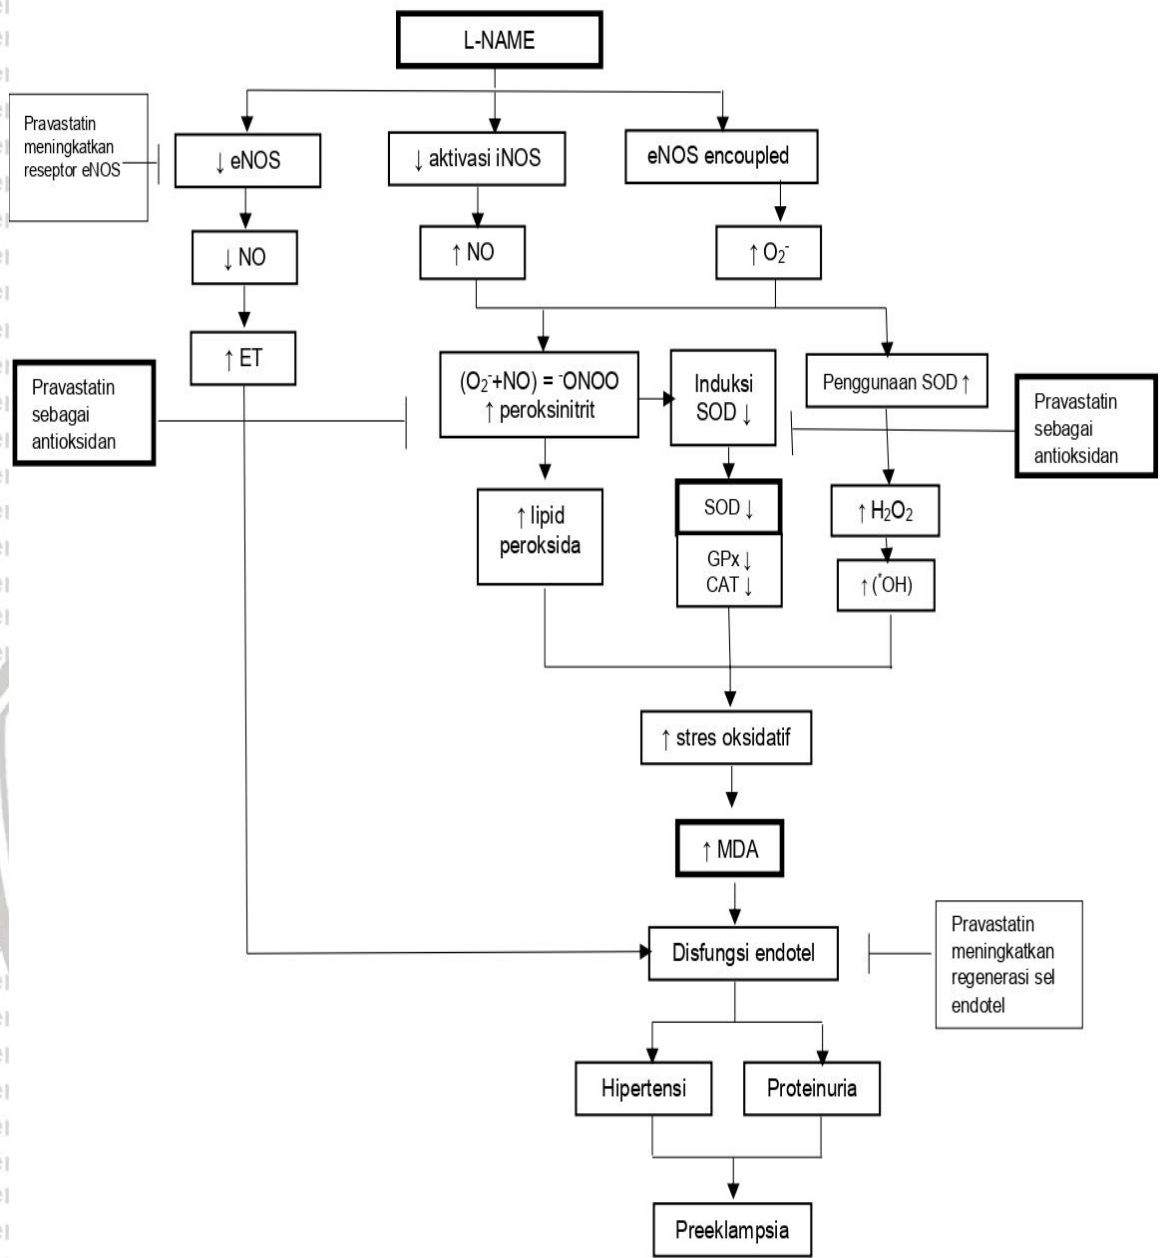 L-NAME
Pravastatin
meningkatkan
reseptor eNOS
↓ eNOS
↓ aktivasi iNOS
eNOS encoupled
↓ NO
↑ NO
↑ O₂⁻
↑ ET
Pravastatin
sebagai
antioksidan
(O₂⁻+NO) = ⁻ONOO
↑ peroksinitrit
Induksi
SOD ↓
Penggunaan SOD ↑
Pravastatin
sebagai
antioksidan
↑ lipid
peroksida
SOD ↓
GPx ↓
CAT ↓
↑ H₂O₂
↑ (*OH)
↑ stres oksidatif
↑ MDA
Disfungsi endotel
Pravastatin
meningkatkan
regenerasi sel
endotel
Hipertensi
Proteinuria
Preeklampsia